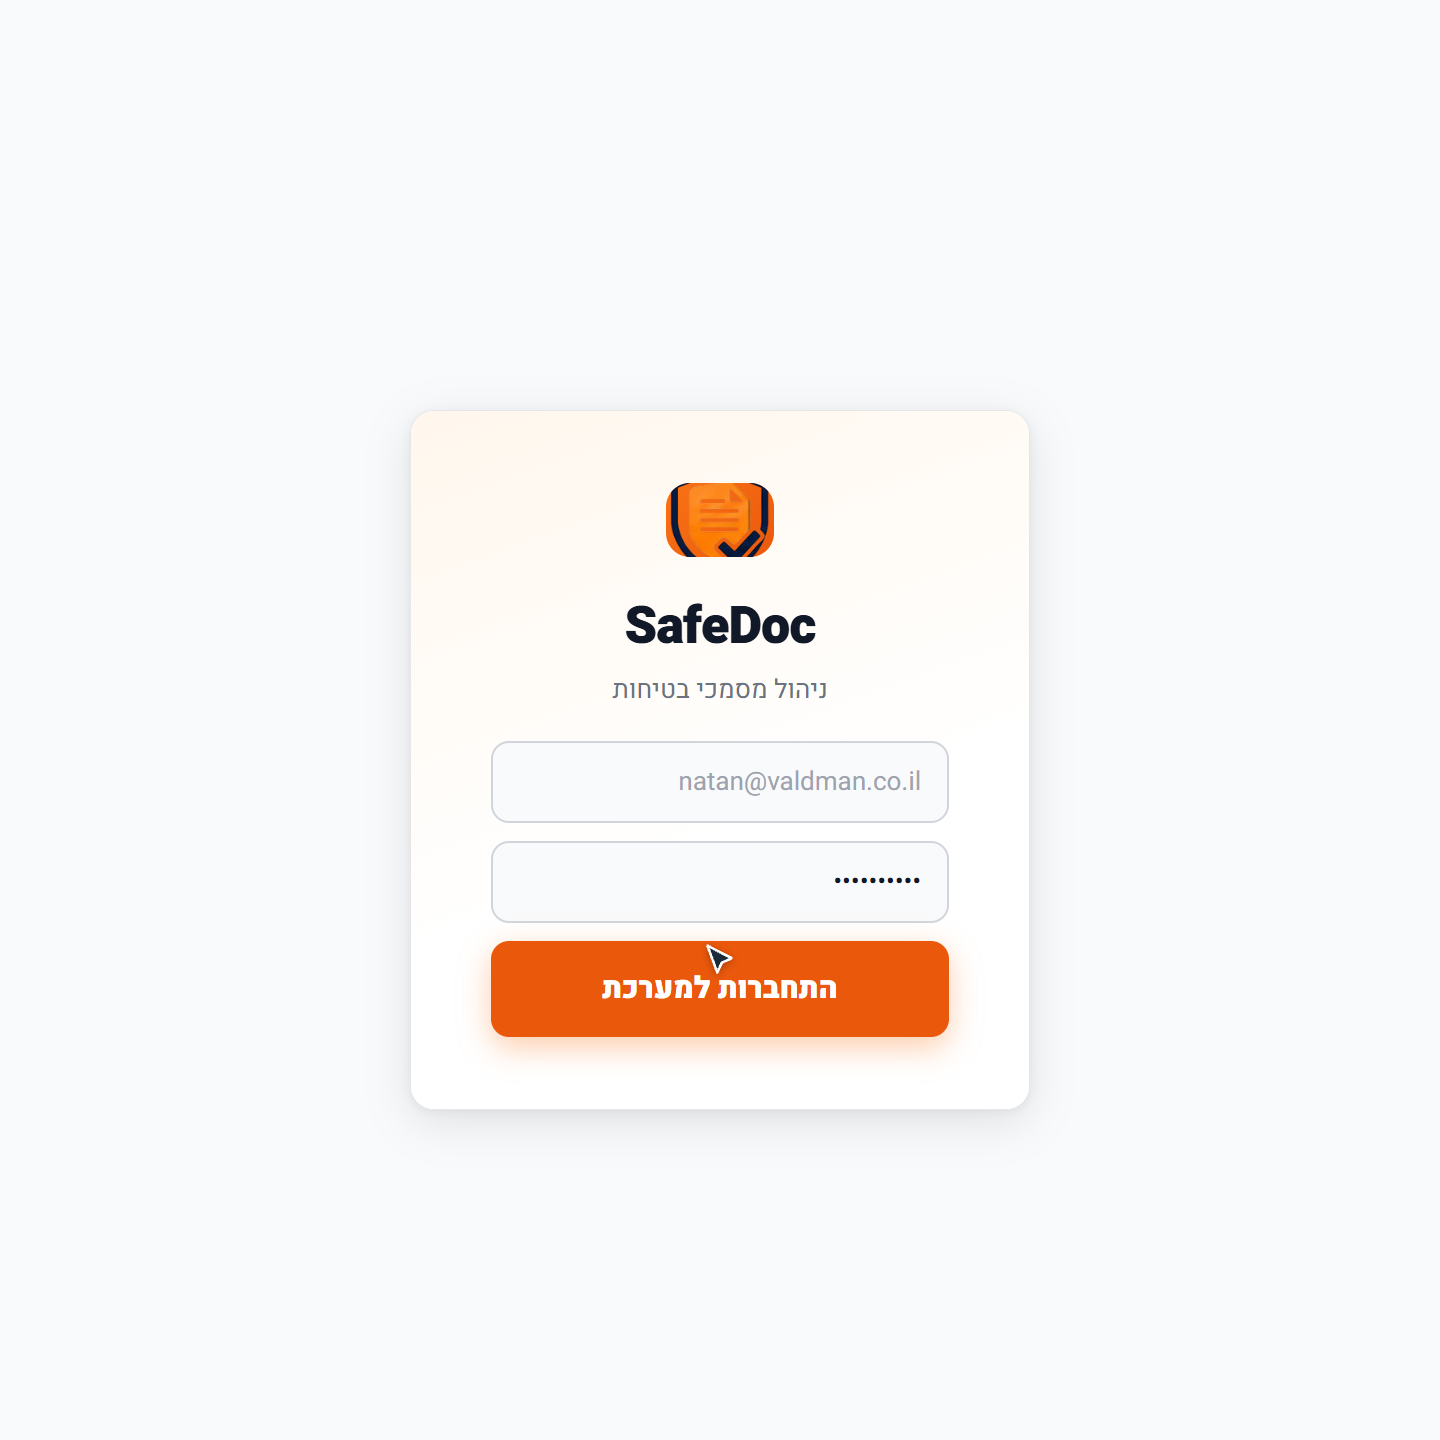 SafeDoc
ניהול מסמכי בטיחות
natan@valdman.co.il
••••••••••
התחברות למערכת